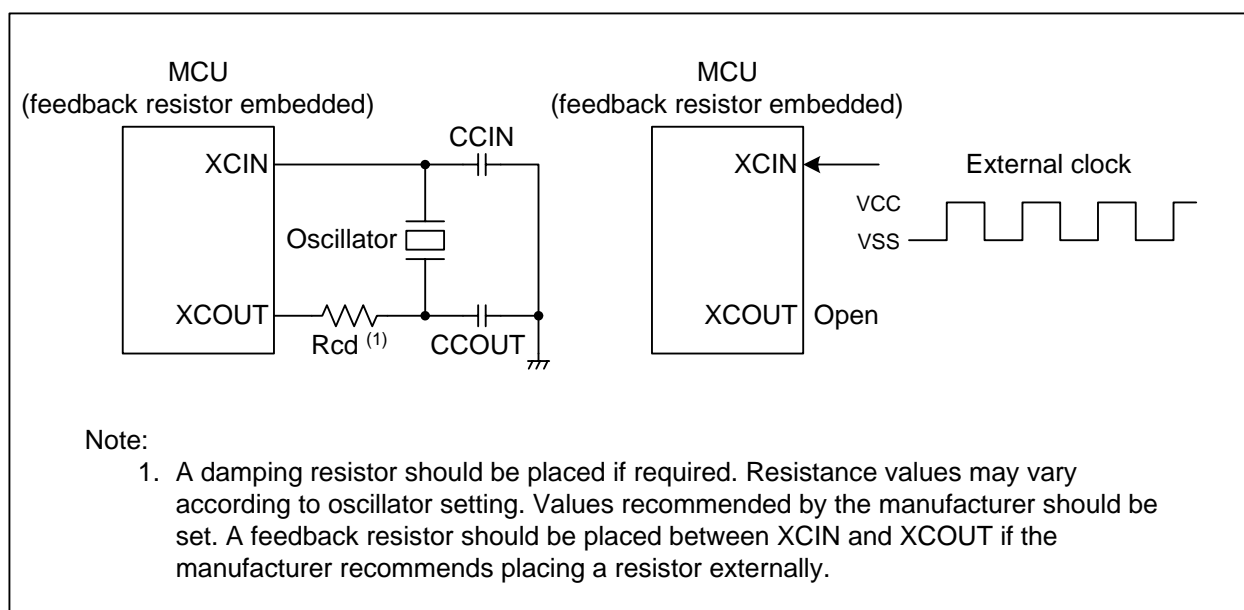 MCU
(feedback resistor embedded)
XCIN
CCIN
Oscillator
XCOUT
Rcd (1)
CCOUT
MCU
(feedback resistor embedded)
XCIN
External clock
VCC
VSS
XCOUT
Open
Note:
1. A damping resistor should be placed if required. Resistance values may vary
according to oscillator setting. Values recommended by the manufacturer should be
set. A feedback resistor should be placed between XCIN and XCOUT if the
manufacturer recommends placing a resistor externally.